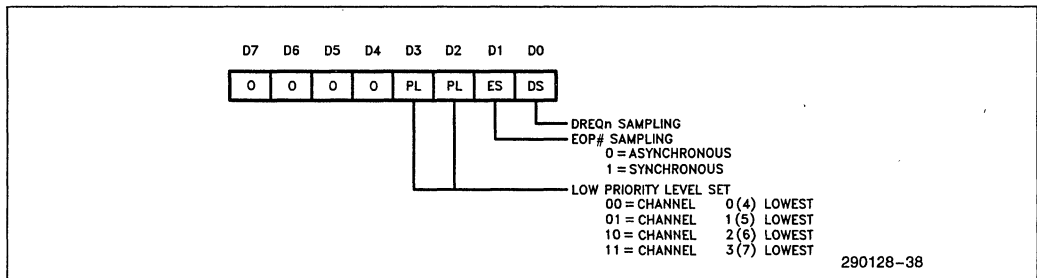 D7 D6 D5 D4 D3 D2 D1 D0
0 0 0 0 PL PL ES DS
DREQn SAMPLING
EOP# SAMPLING
0 = ASYNCHRONOUS
1 = SYNCHRONOUS
LOW PRIORITY LEVEL SET
00 = CHANNEL 0(4) LOWEST
01 = CHANNEL 1(5) LOWEST
10 = CHANNEL 2(6) LOWEST
11 = CHANNEL 3(7) LOWEST
290128-38